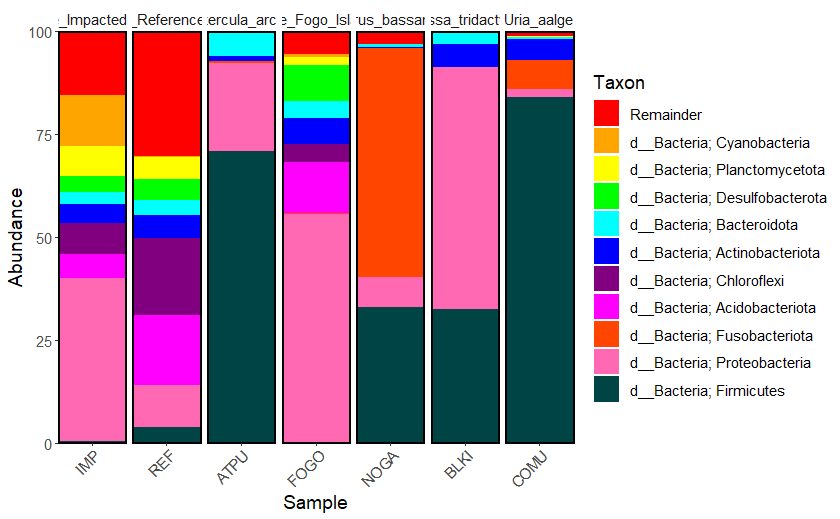 _Impacted _Reference ercula_arc e_Fogo_Isl rus_bassar ssa_tridact Uria_aalge
100
75
50
25
0
Abundance
IMP REF ATPU FOGO NOGA BLKI COMU
Sample
Taxon
Remainder
d__Bacteria; Cyanobacteria
d__Bacteria; Planctomycetota
d__Bacteria; Desulfobacterota
d__Bacteria; Bacteroidota
d__Bacteria; Actinobacteriota
d__Bacteria; Chloroflexi
d__Bacteria; Acidobacteriota
d__Bacteria; Fusobacteriota
d__Bacteria; Proteobacteria
d__Bacteria; Firmicutes